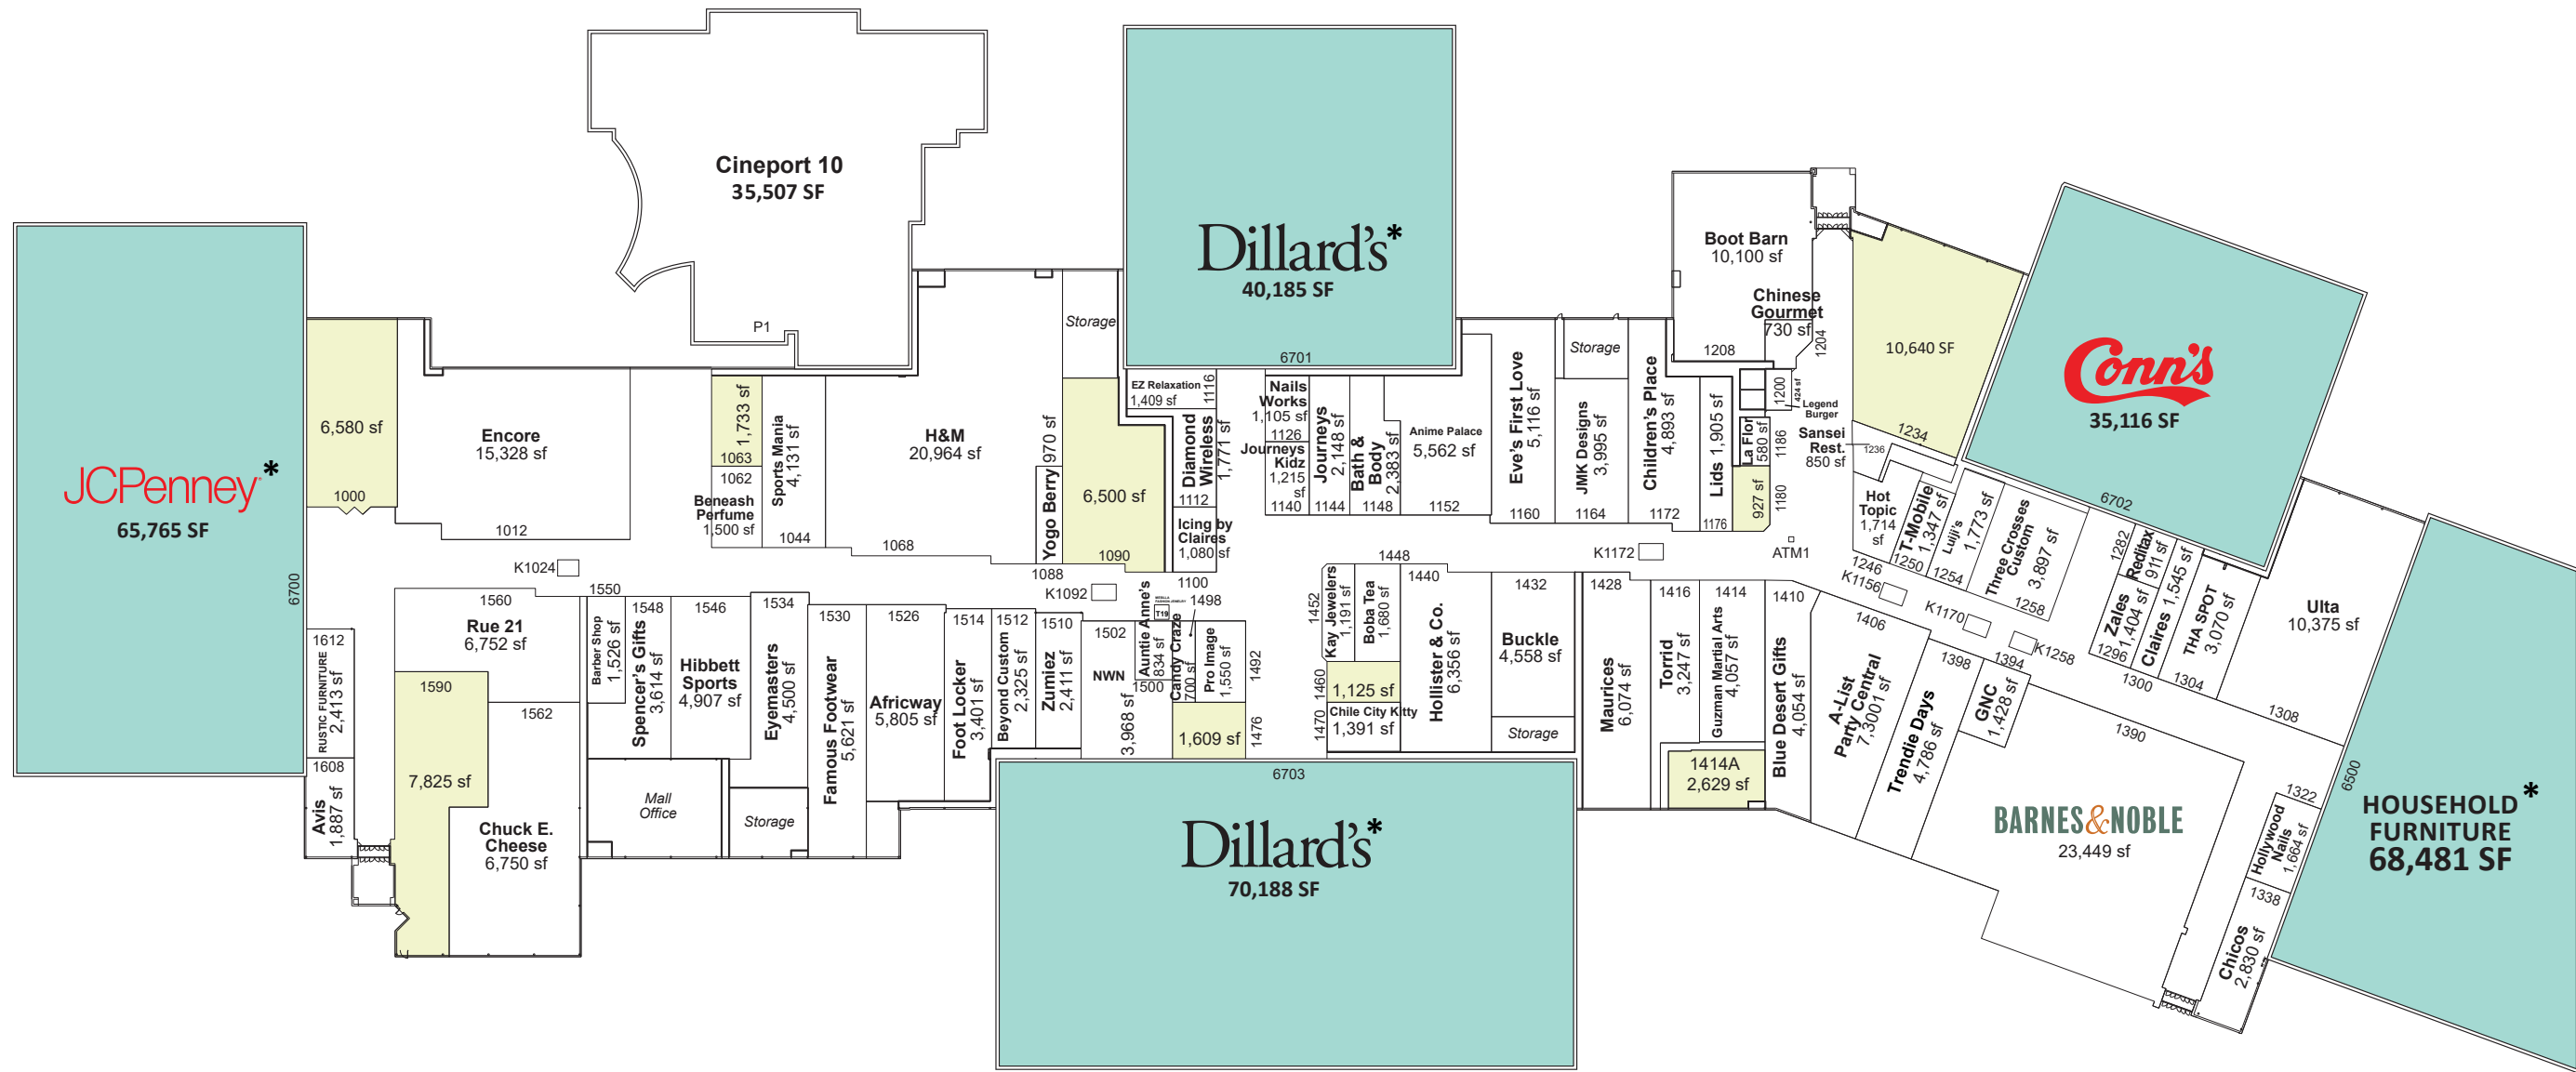 Cineport 10
35,507 SF
P1
Dillard's*
40,185 SF
6701
JCPenney*
65,765 SF
6700
6,580 sf
1000
Encore
15,328 sf
1012
K1024
1,733 sf
1063
1062
Beneash
Perfume
1,500 sf
Sports Mania
4,131 sf
1044
H&M
20,964 sf
1068
Yogo Berry 970 sf
1088
Storage
6,500 sf
1090
K1092
EZ Relaxation
1,409 sf
1116
Diamond
Wireless
1,771 sf
1112
Icing by
Claires
1,080 sf
1100
Nails
Works
1,105 sf
1126
Journeys
Kidz
1,215
sf
1140
Journeys
2,148 sf
1144
Bath &
Body
2,383 sf
1148
Anime Palace
5,562 sf
1152
Eve's First Love
5,116 sf
1160
Storage
JMK Designs
3,995 sf
1164
Children's Place
4,893 sf
1172
K1172
Lids 1,905 sf
1176
Boot Barn
10,100 sf
1208
Chinese
Gourmet
730 sf
1204
1200
424 sf
Legend
Burger
La Flor
580 sf
1186
927 sf
1180
ATM1
10,640 SF
1234
Sansei
Rest.
850 sf
1236
Hot
Topic
1,714
sf
1246
T-Mobile
1,347 sf
1250
Luiji's
1,773 sf
1254
Three Crosses
Custom
3,897 sf
1258
K1156
K1170
K1258
Conn's
35,116 SF
6702
1282
Reditax
911 sf
Zales
1,404 sf
1296
Claires 1,545 sf
1300
THA SPOT
3,070 sf
1304
Ulta
10,375 sf
1308
HOUSEHOLD*
FURNITURE
68,481 SF
6500
1322
Hollywood
Nails
1,664 sf
1338
Chicos
2,830 sf
BARNES&NOBLE
23,449 sf
1390
1394
GNC
1,428 sf
1398
Trendie Days
4,786 sf
1406
A-List
Party Central
7,3001 sf
1410
Blue Desert Gifts
4,054 sf
1414
Guzman Martial Arts
4,057 sf
1414A
2,629 sf
1416
Torrid
3,247 sf
1428
Maurices
6,074 sf
1432
Buckle
4,558 sf
Storage
1440
Hollister & Co.
6,356 sf
1448
Boba Tea
1,680 sf
1452
Kay Jewelers
1,191 sf
1460
1,125 sf
1470
Chile City Kitty
1,391 sf
Dillard's*
70,188 SF
6703
1476
1,609 sf
1492
Pro Image
1,550 sf
1498
Candy Craze
700 sf
T19
Auntie Anne's
834 sf
1500
1502
NWN
3,968 sf
1510
Zumiez
2,411 sf
1512
Beyond Custom
2,325 sf
1514
Foot Locker
3,401 sf
1526
Africway
5,805 sf
1530
Famous Footwear
5,621 sf
1534
Eyemasters
4,500 sf
Storage
1546
Hibbett
Sports
4,907 sf
1548
Spencer's Gifts
3,614 sf
1550
Barber Shop
1,526 sf
Mall
Office
1560
Rue 21
6,752 sf
1562
Chuck E.
Cheese
6,750 sf
1590
7,825 sf
1612
RUSTIC FURNITURE
2,413 sf
1608
Avis
1,887 sf